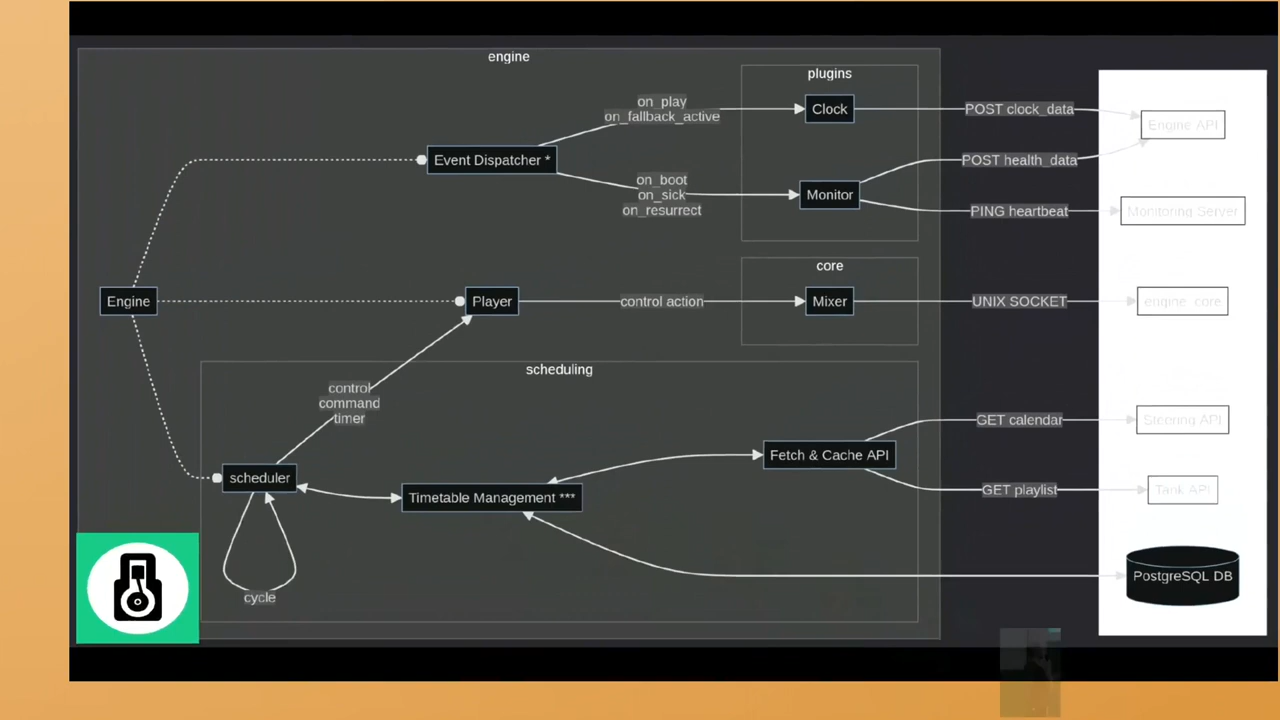 engine
plugins
on_play
on_fallback_active
Clock
POST clock_data
Engine API
Event Dispatcher *
POST health_data
on_boot
on_sick
on_resurrect
Monitor
PING heartbeat
Monitoring Server
core
Engine
Player
control action
Mixer
UNIX SOCKET
engine_core
scheduling
control
command
timer
GET calendar
Steering API
Fetch & Cache API
scheduler
Timetable Management ***
GET playlist
Tank API
PostgreSQL DB
cycle